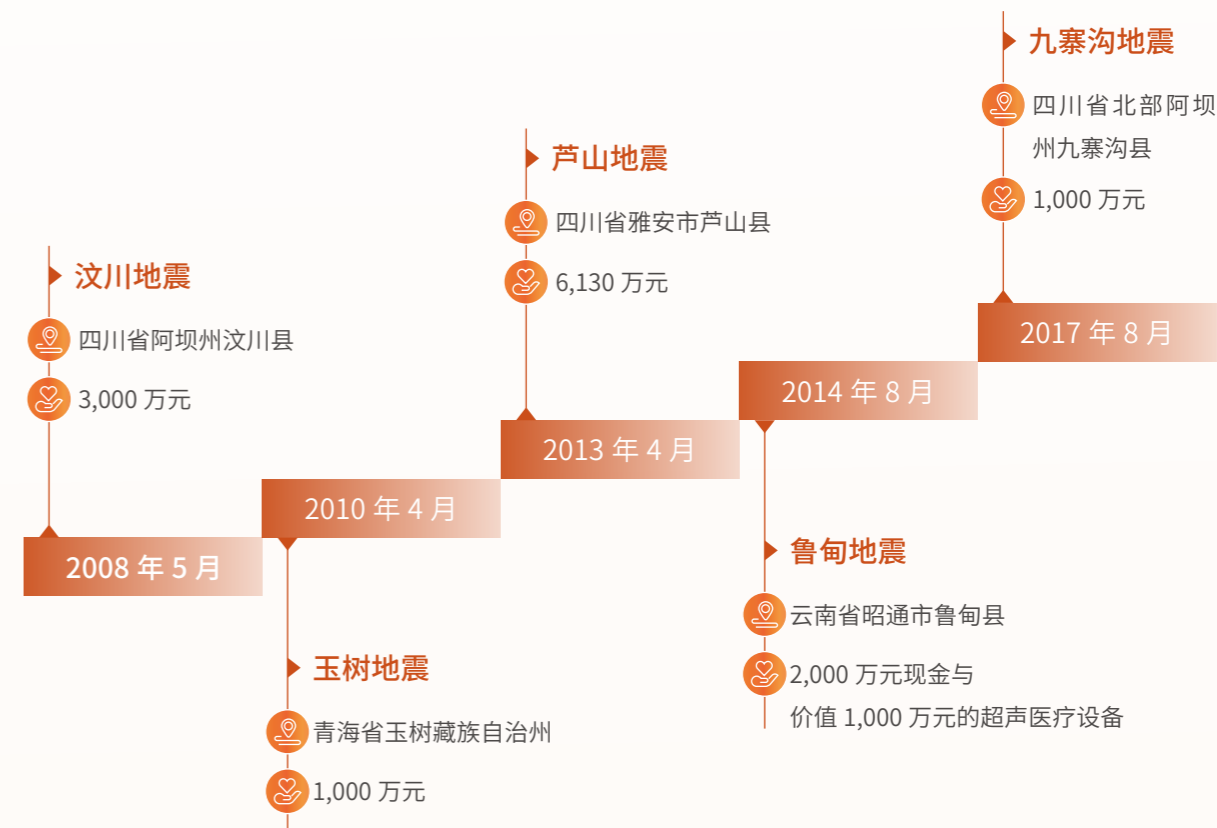 汶川地震
四川省阿坝州汶川县
3,000 万元
2008 年 5 月
2010 年 4 月
玉树地震
青海省玉树藏族自治州
1,000 万元
芦山地震
四川省雅安市芦山县
6,130 万元
2013 年 4 月
2014 年 8 月
鲁甸地震
云南省昭通市鲁甸县
2,000 万元现金与
价值 1,000 万元的超声医疗设备
九寨沟地震
四川省北部阿坝
州九寨沟县
1,000 万元
2017 年 8 月